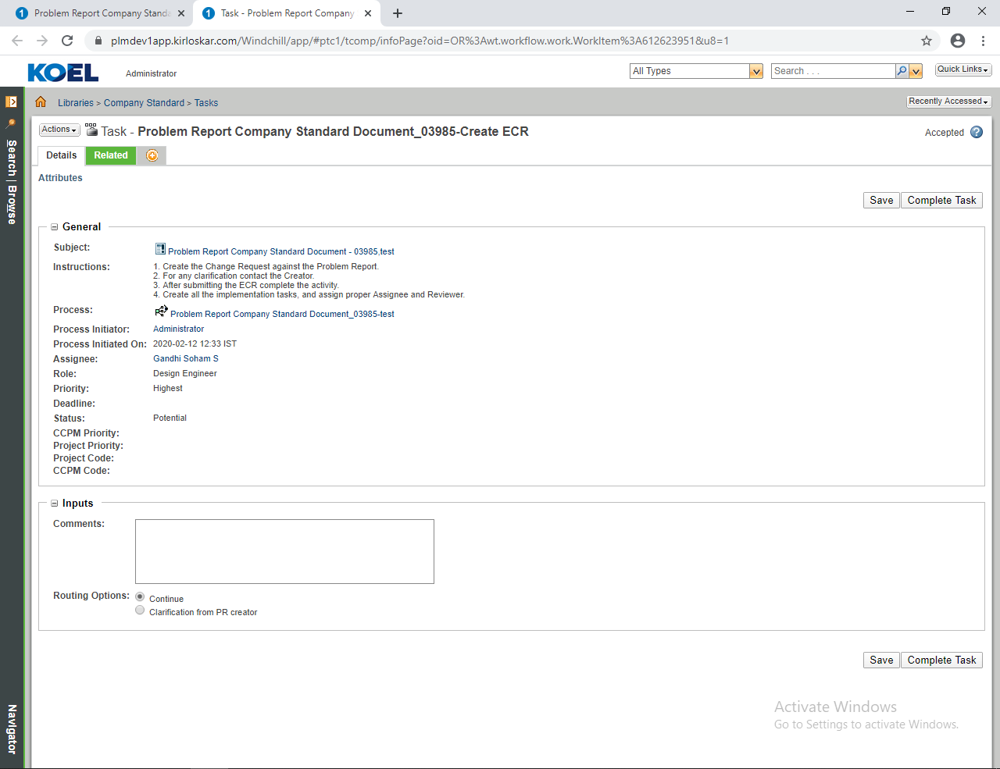 Problem Report Company Standa
Task - Problem Report Company
plmdev1app.kirloskar.com/Windchill/app/#ptc1/tcomp/infoPage?oid=OR%3Awt.workflow.work.WorkItem%3A612623951&u8=1
KOEL
Administrator
All Types
Search . . .
Quick Links
Libraries > Company Standard > Tasks
Recently Accessed
Actions
Task - Problem Report Company Standard Document_03985-Create ECR
Accepted
Details
Related
Attributes
Save
Complete Task
General
Subject:
Problem Report Company Standard Document - 03985,test
Instructions:
1. Create the Change Request against the Problem Report.
2. For any clarification contact the Creator.
3. After submitting the ECR complete the activity.
4. Create all the implementation tasks, and assign proper Assignee and Reviewer.
Process:
Problem Report Company Standard Document_03985-test
Process Initiator:
Administrator
Process Initiated On:
2020-02-12 12:33 IST
Assignee:
Gandhi Soham S
Role:
Design Engineer
Priority:
Highest
Deadline:
Status:
Potential
CCPM Priority:
Project Priority:
Project Code:
CCPM Code:
Inputs
Comments:
Routing Options:
Continue
Clarification from PR creator
Save
Complete Task
Search | Browse
Navigator
Activate Windows
Go to Settings to activate Windows.